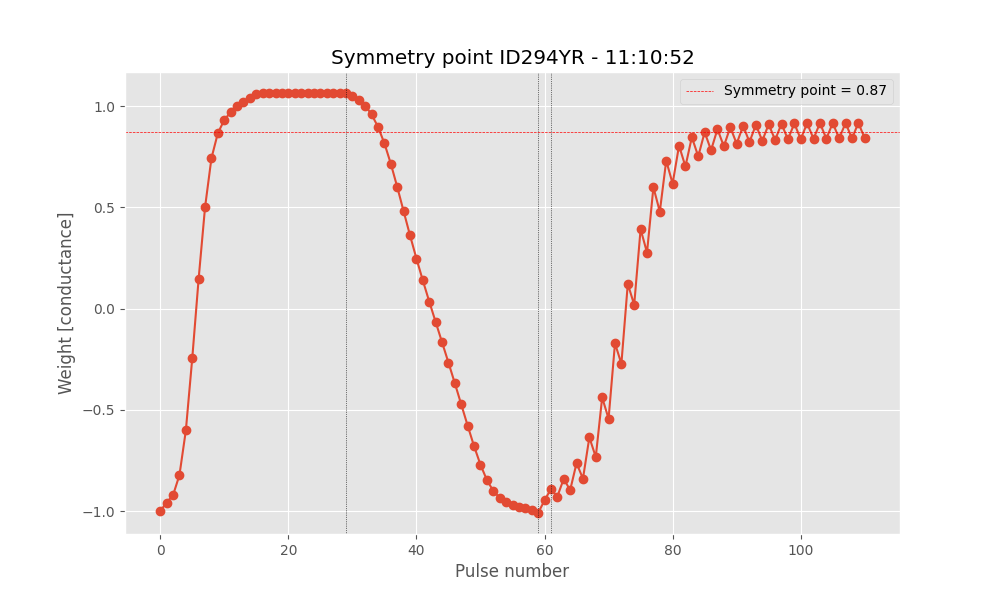 Symmetry point ID294YR - 11:10:52
Symmetry point = 0.87
1.0
0.5
0.0
−0.5
−1.0
Weight [conductance]
0 20 40 60 80 100
Pulse number